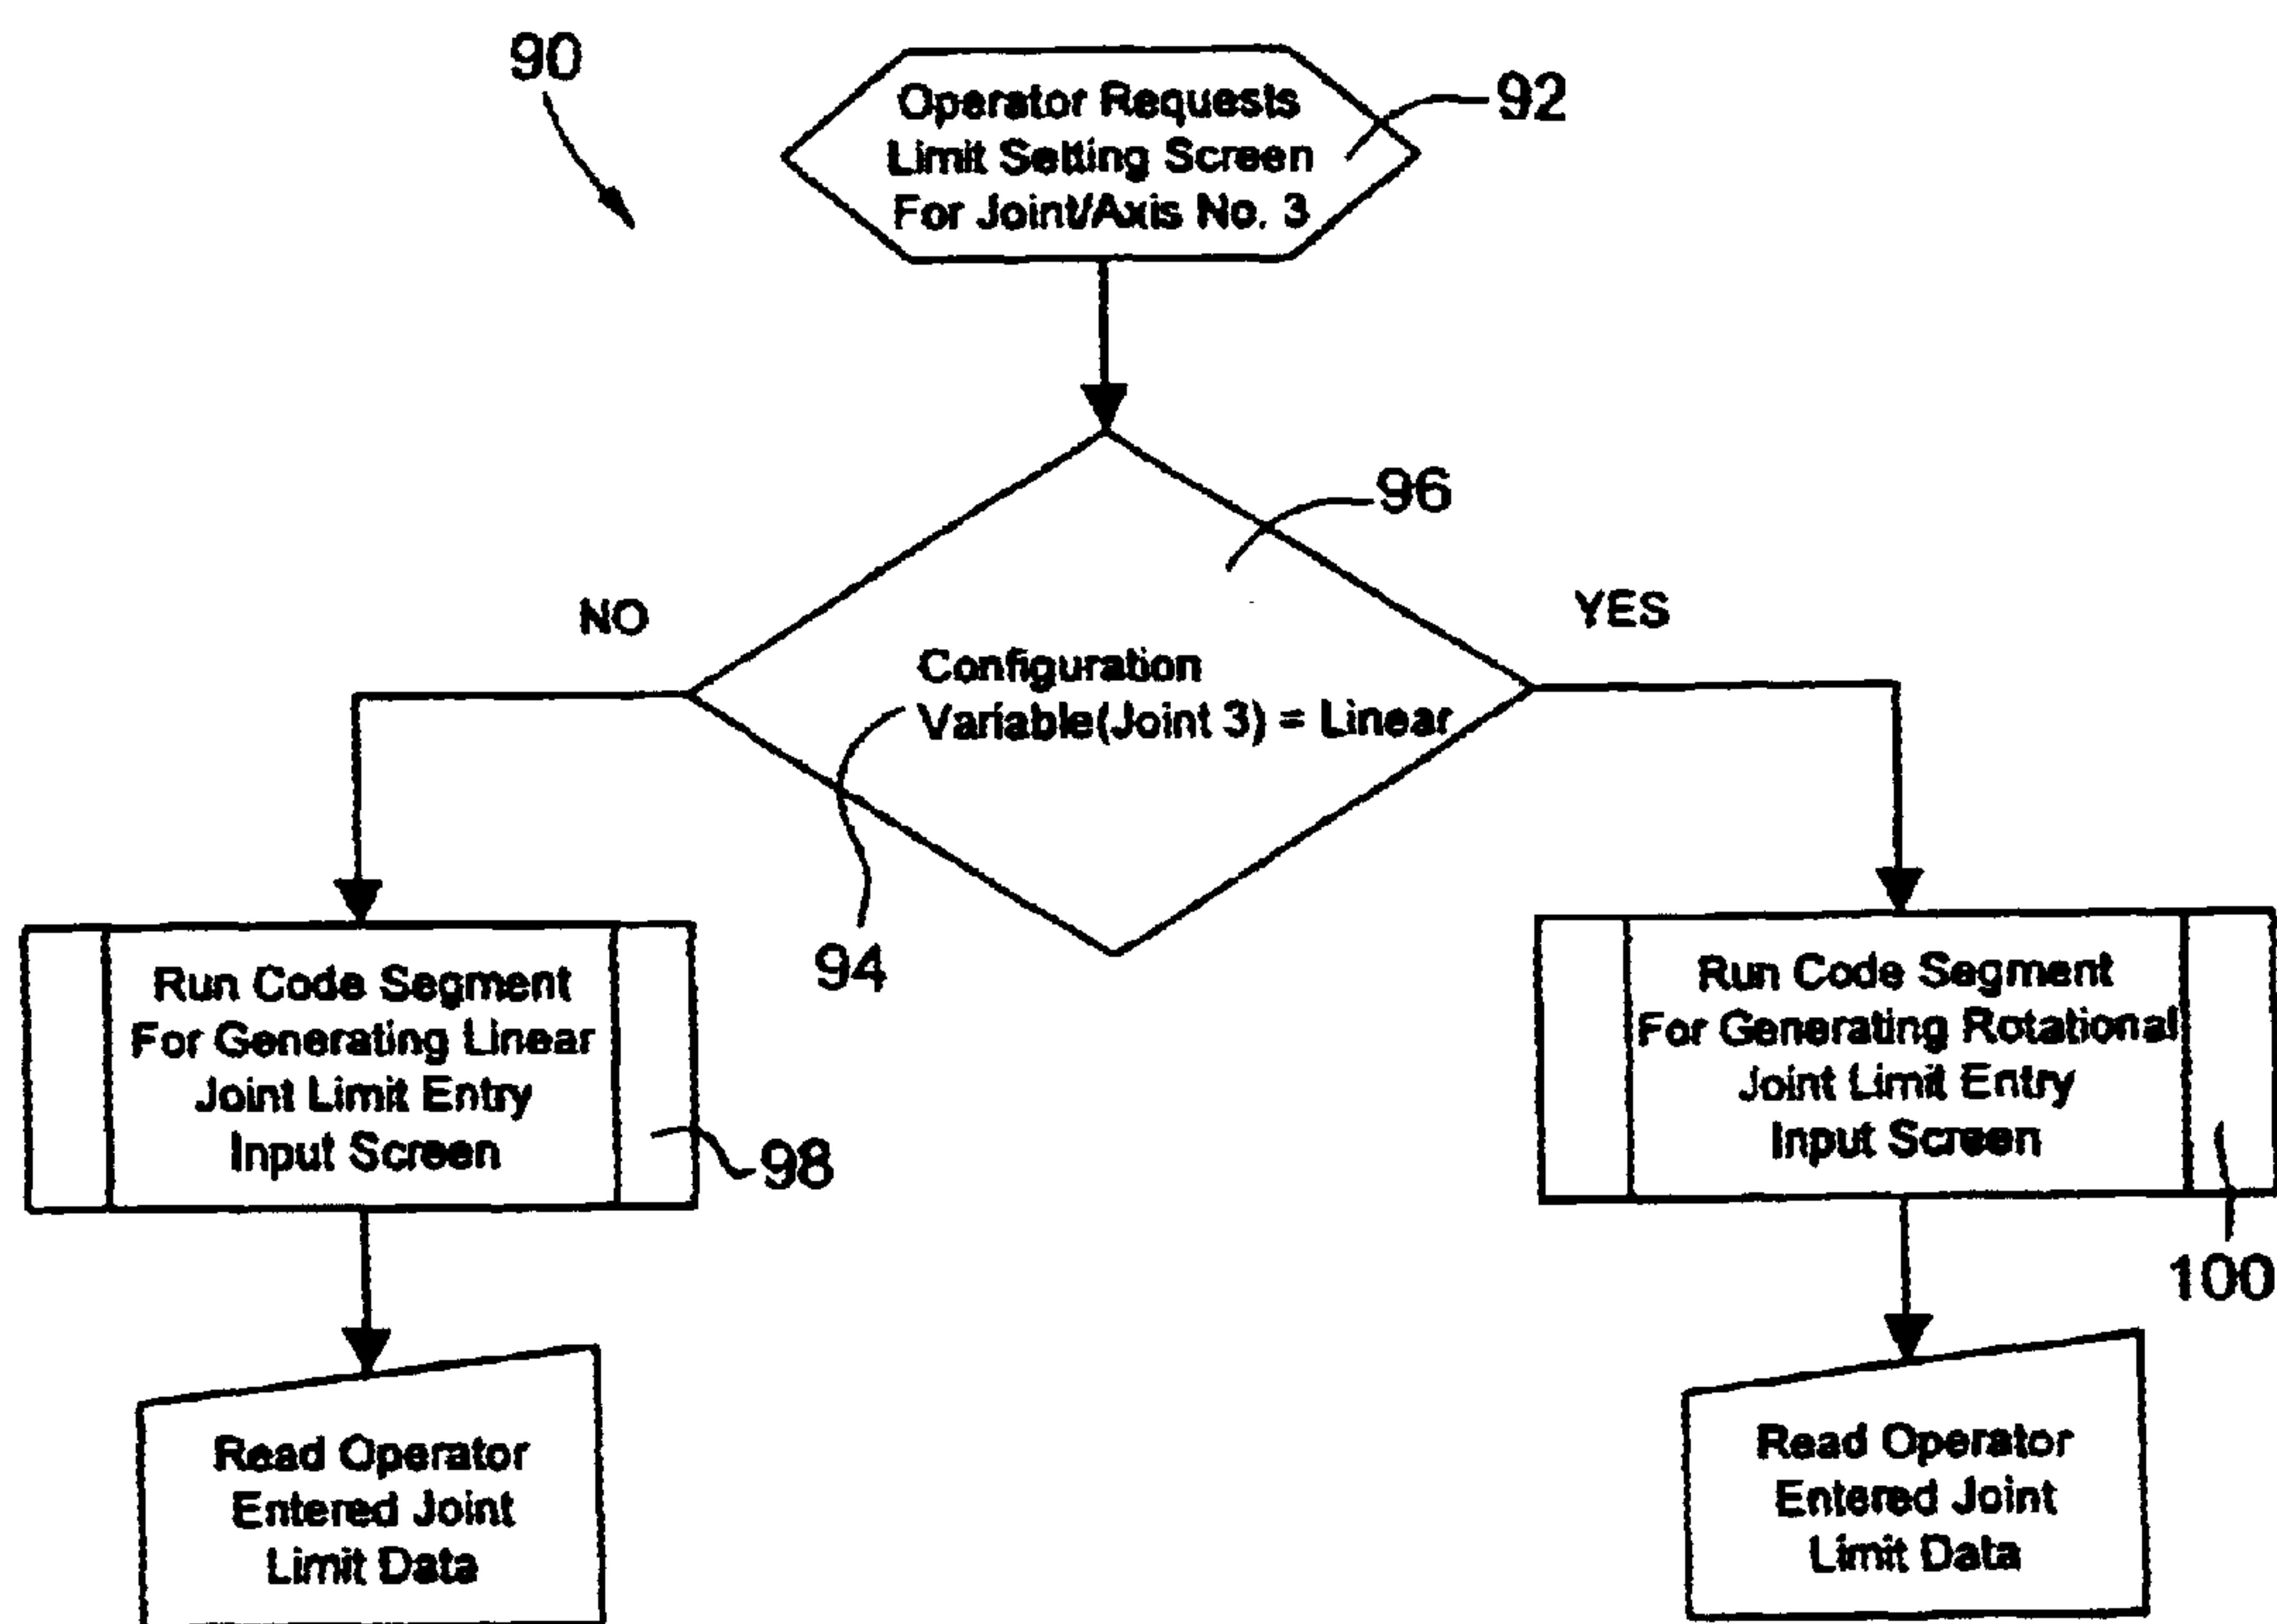 90
Operator Requests
Limit Setting Screen
For Joint/Axis No. 3
92
96
NO
YES
Configuration
Variable(Joint 3) = Linear
94
Run Code Segment
For Generating Linear
Joint Limit Entry
Input Screen
98
Run Code Segment
For Generating Rotational
Joint Limit Entry
Input Screen
100
Read Operator
Entered Joint
Limit Data
Read Operator
Entered Joint
Limit Data